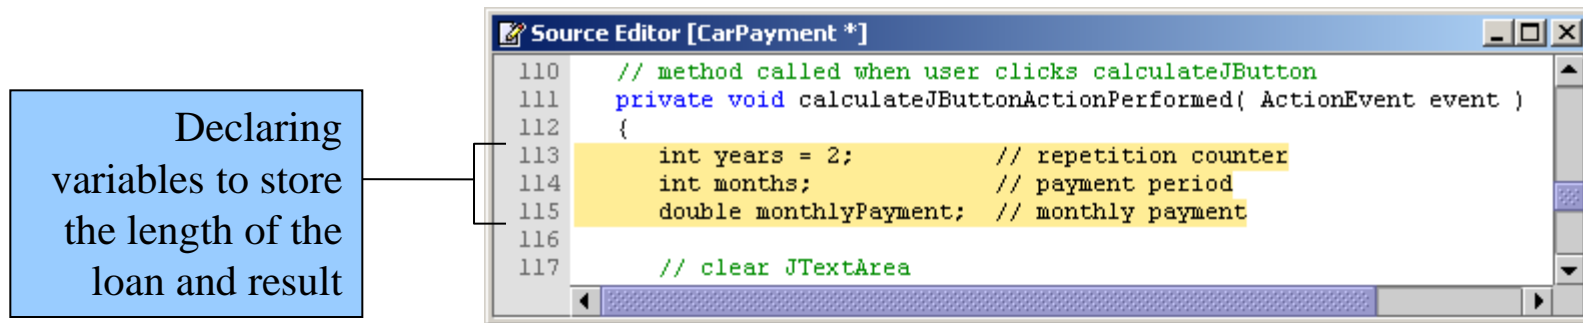 Declaring
variables to store
the length of the
loan and result
Source Editor [CarPayment *]
110 // method called when user clicks calculateJButton
111 private void calculateJButtonActionPerformed( ActionEvent event )
112 {
113 int years = 2; // repetition counter
114 int months; // payment period
115 double monthlyPayment; // monthly payment
116
117 // clear JTextArea